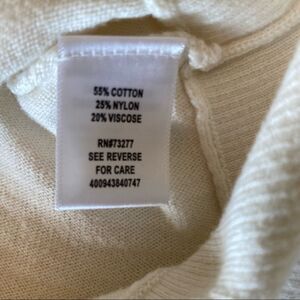 55% COTTON
25% NYLON
20% VISCOSE
RN#73277
SEE REVERSE
FOR CARE
400943840747